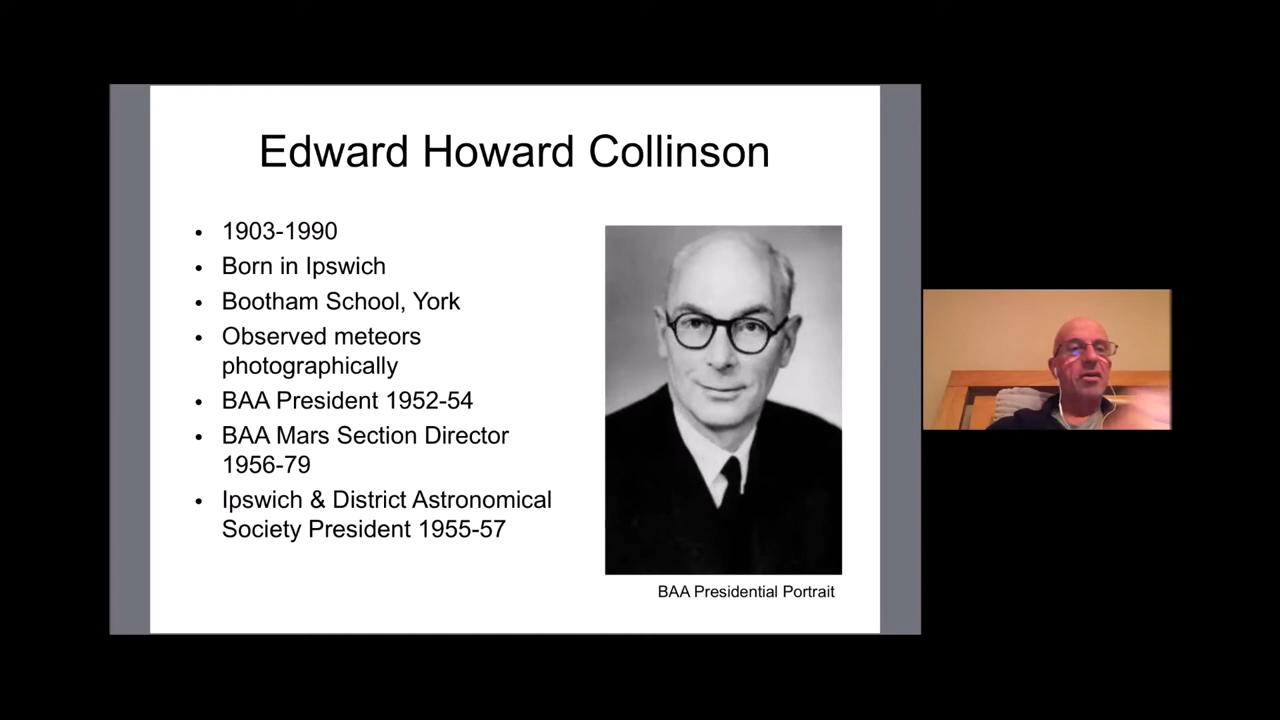 Edward Howard Collinson
• 1903-1990
• Born in Ipswich
• Bootham School, York
• Observed meteors
photographically
• BAA President 1952-54
• BAA Mars Section Director
1956-79
• Ipswich & District Astronomical
Society President 1955-57
BAA Presidential Portrait